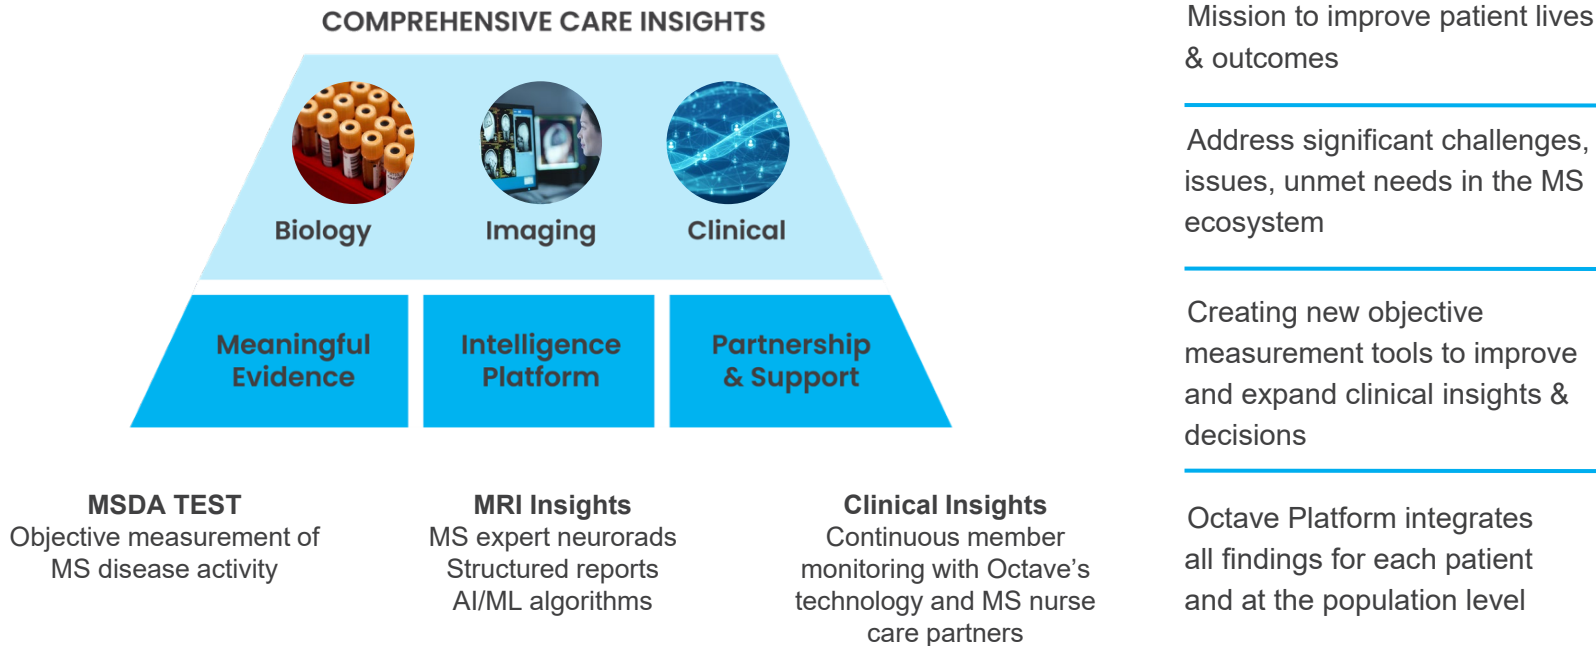 COMPREHENSIVE CARE INSIGHTS
Biology
Imaging
Clinical
Meaningful
Evidence
Intelligence
Platform
Partnership
& Support
MSDA TEST
Objective measurement of
MS disease activity
MRI Insights
MS expert neurorads
Structured reports
AI/ML algorithms
Clinical Insights
Continuous member
monitoring with Octave’s
technology and MS nurse
care partners
Mission to improve patient lives
& outcomes
Address significant challenges,
issues, unmet needs in the MS
ecosystem
Creating new objective
measurement tools to improve
and expand clinical insights &
decisions
Octave Platform integrates
all findings for each patient
and at the population level